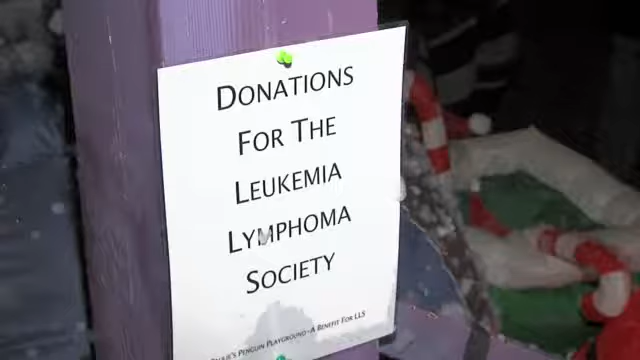 DONATIONS
FOR THE
LEUKEMIA
LYMPHOMA
SOCIETY
PENGUIN PLAYGROUND - A BENEFIT FOR LLS